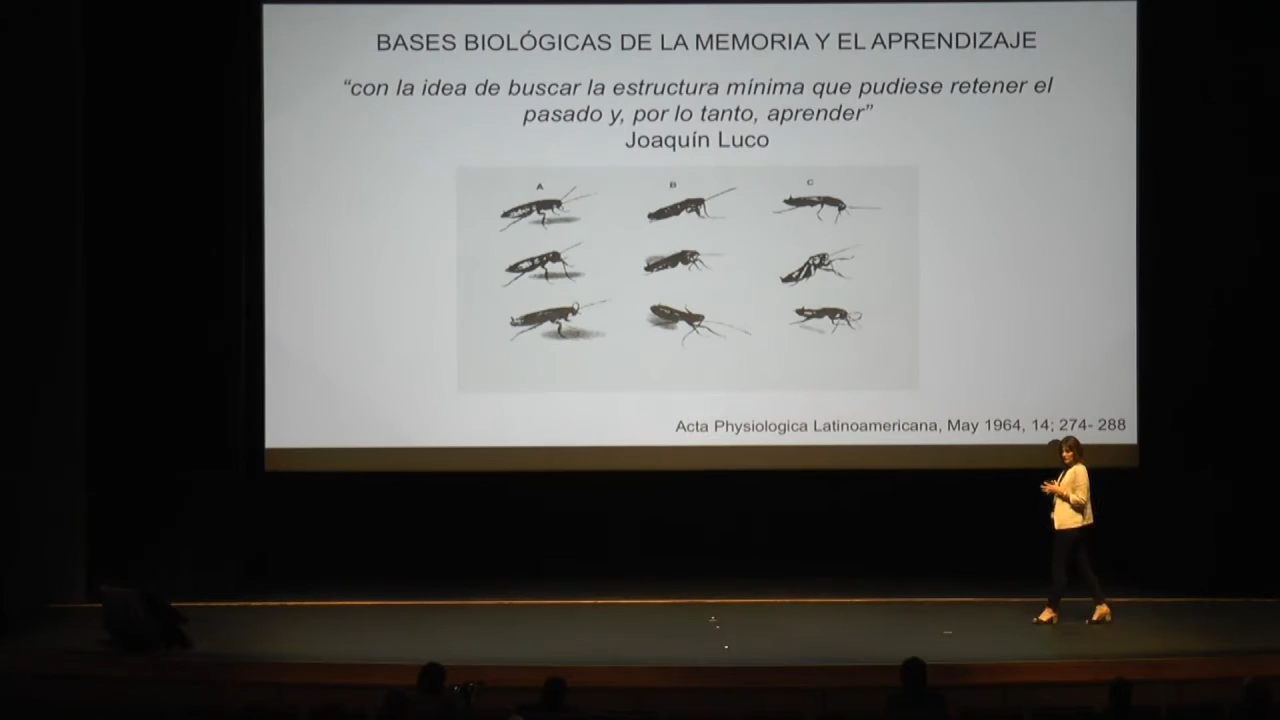 BASES BIOLÓGICAS DE LA MEMORIA Y EL APRENDIZAJE
“con la idea de buscar la estructura mínima que pudiese retener el
pasado y, por lo tanto, aprender”
Joaquín Luco
A B C
Acta Physiologica Latinoamericana, May 1964, 14; 274- 288